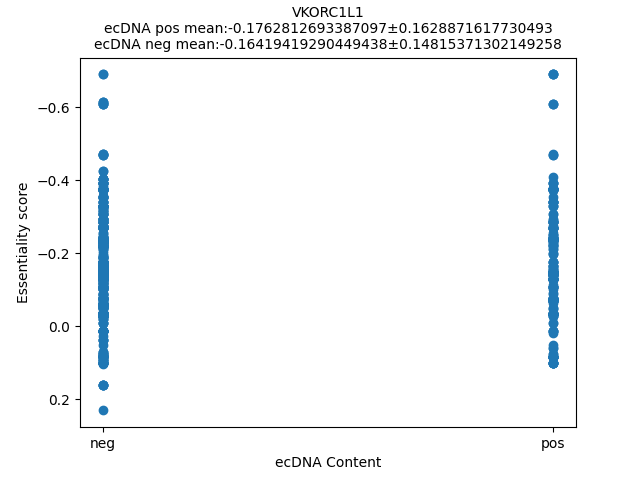 VKORC1L1
ecDNA pos mean:-0.1762812693387097±0.1628871617730493
ecDNA neg mean:-0.16419419290449438±0.14815371302149258
−0.6
−0.4
−0.2
0.0
0.2
Essentiality score
neg
pos
ecDNA Content